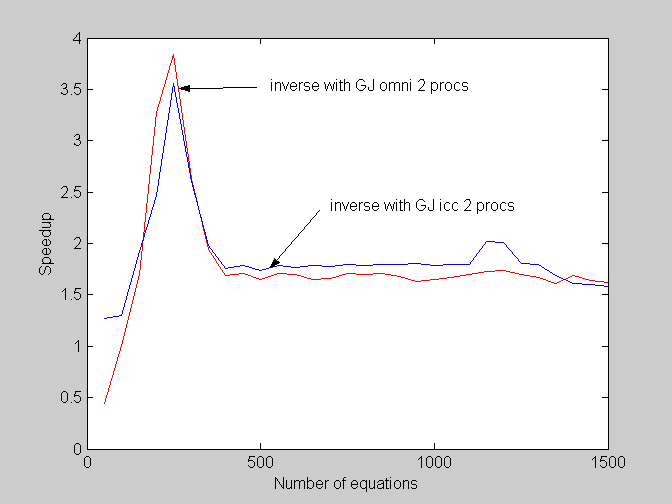 4
3.5
inverse with GJ omni 2 procs
3
2.5
inverse with GJ icc 2 procs
2
Speedup
1.5
1
0.5
0
0 500 1000 1500
Number of equations